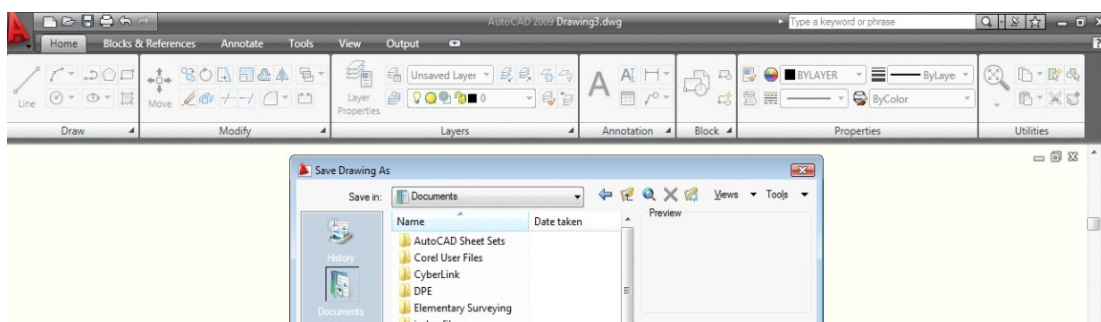 AutoCAD 2009 Drawing3.dwg
Type a keyword or phrase
Home Blocks & References Annotate Tools View Output
Unsaved Layer
BYLAYER
ByLaye
Line
Move
Layer
Properties
0
A
ByColor
Draw
Modify
Layers
Annotation
Block
Properties
Utilities
Save Drawing As
Save in: Documents
Views Tools
Name Date taken
Preview
AutoCAD Sheet Sets
History
Corel User Files
CyberLink
DPE
Elementary Surveying
Documents